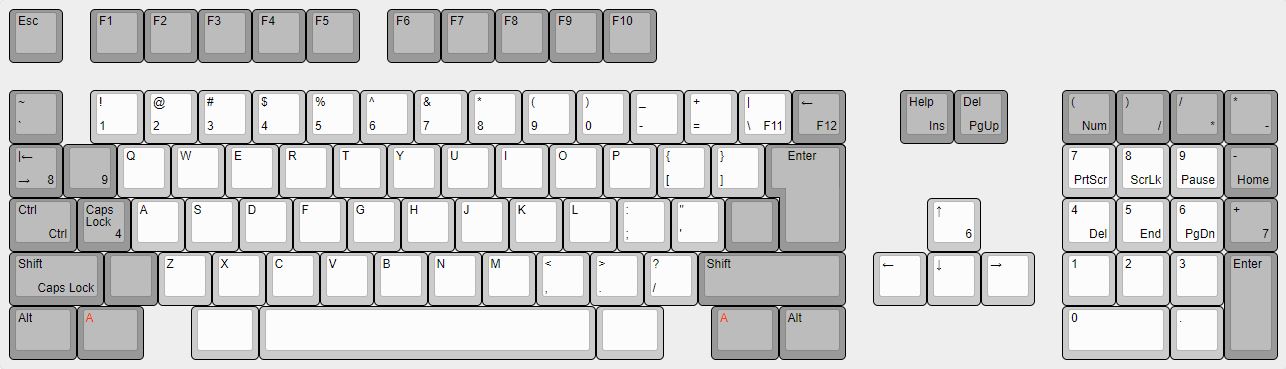 Esc F1 F2 F3 F4 F5 F6 F7 F8 F9 F10
~ ! @ # $ % ^ & * ( ) _ + | ← Help Del ( ) / *
` 1 2 3 4 5 6 7 8 9 0 - = \ F11 F12 Ins PgUp Num / * -
|← Q W E R T Y U I O P { } Enter 7 8 9 -
→ 8 9 [ ] PrtScr ScrLk Pause Home
Ctrl Caps Lock A S D F G H J K L : " ↑ 4 5 6 +
Ctrl 4 ; ' 6 Del End PgDn 7
Shift Z X C V B N M < > ? Shift ← ↓ → 1 2 3 Enter
Caps Lock , . /
Alt A A Alt 0 .